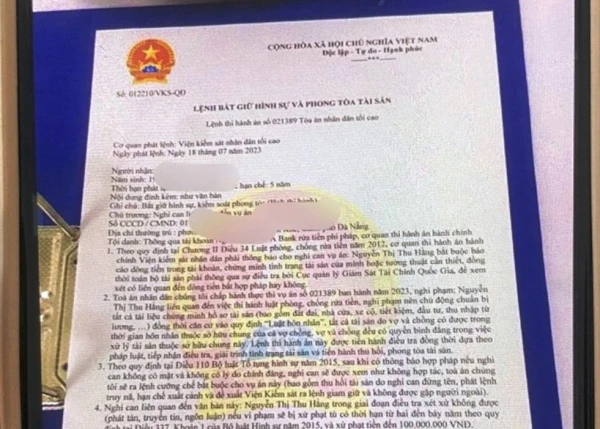 CỘNG HÒA XÃ HỘI CHỦ NGHĨA VIỆT NAM
Độc lập - Tự do - Hạnh phúc
***
Số: 012210/VKS-QĐ
LỆNH BẮT GIỮ HÌNH SỰ VÀ PHONG TỎA TÀI SẢN
Lệnh thi hành án số 021389 Tòa án nhân dân tối cao
Cơ quan phát lệnh: Viện kiểm sát nhân dân tối cao
Ngày phát lệnh: Ngày 18 tháng 07 năm 2023
Người nhận:
Năm sinh: 1
Thời hạn phát , hạn chế: 5 năm
Nội dung đính kèm: như văn bản
Ghi chú: Bắt giữ hình sự, kiểm soát phong
Chủ trương: Nghi can vụ án
Số CCCD / CMND: 01
Địa chỉ thường trú : Đà Nẵng
Tội danh: Thông qua tài khoản A Bank rửa tiền phi pháp, cơ quan thi hành án hành chính
1. Theo quy định tại Chương II Điều 34 Luật phòng, chống rửa tiền năm 2012, cơ quan thi hành án hành
chính Viện kiểm sát nhân dân phải thông báo cho nghi can vụ án: Nguyễn Thị Thu Hằng bắt buộc báo
cáo dòng tiền trong tài khoản, chứng minh tình trạng tài sản của mình hoặc tường thuật cần thiết, đồng
thời toàn bộ tài sản phải thông qua sự điều tra bởi Cục quản lý Giám Sát Tài Chính Quốc Gia, để xem
xét có liên quan đến dòng tiền bất hợp pháp hay không.
2. Toà án nhân dân chúng tôi chấp hành thực thi vụ án số 021389 ban hành năm 2023, nghi phạm: Nguyễn
Thị Thu Hằng liên quan đến việc thi hành luật phòng, chống rửa tiền, nghi phạm nên chủ động chuẩn bị
tất cả tài liệu chứng minh hồ sơ tài sản (bao gồm đất đai, nhà cửa, xe cộ, tiết kiệm, đầu tư, thu nhập từ
lương, ...) đồng thời căn cứ vào quy định "Luật hôn nhân", tất cả tài sản do vợ và chồng có được trong
thời gian hôn nhân thuộc sở hữu chung của cả vợ chồng, vợ và chồng đều có quyền bình đẳng trong việc
xử lý tài sản thuộc sở hữu chung này. Lệnh thi hành án này được tiến hành điều tra đồng thời dựa theo
pháp luật, tiếp nhận điều tra, giải trình tình trạng tài sản và tiến hành thu hồi, phong tỏa tài sản.
3. Theo quy định tại Điều 110 Bộ luật Tố tụng hình sự năm 2015, sau khi có thông báo hợp pháp nếu nghi
can không có mặt và không có lý do chính đáng, nghi can sẽ được xem như không hợp tác, toà án chúng
tôi sẽ ra lệnh cưỡng chế bắt buộc cho vụ án này (bao gồm thu hồi tài sản do nghi can đứng tên, phát lệnh
truy nã, hạn chế xuất cảnh và đề xuất Viện Kiểm sát ra lệnh giam giữ và không được gặp người ngoài).
4. Nghi can liên quan đến văn bản này: Nguyễn Thị Thu Hằng trong giai đoạn điều tra xét xử không được
(phát tán, truyền tin, ngôn luận) nếu vi phạm sẽ bị xử phạt tù có thời hạn từ hai đến bảy năm theo quy
định tại Điều 337, Khoản 1 của Bộ luật Hình sự năm 2015, và xử phạt tiền đến 100.000.000 VND.